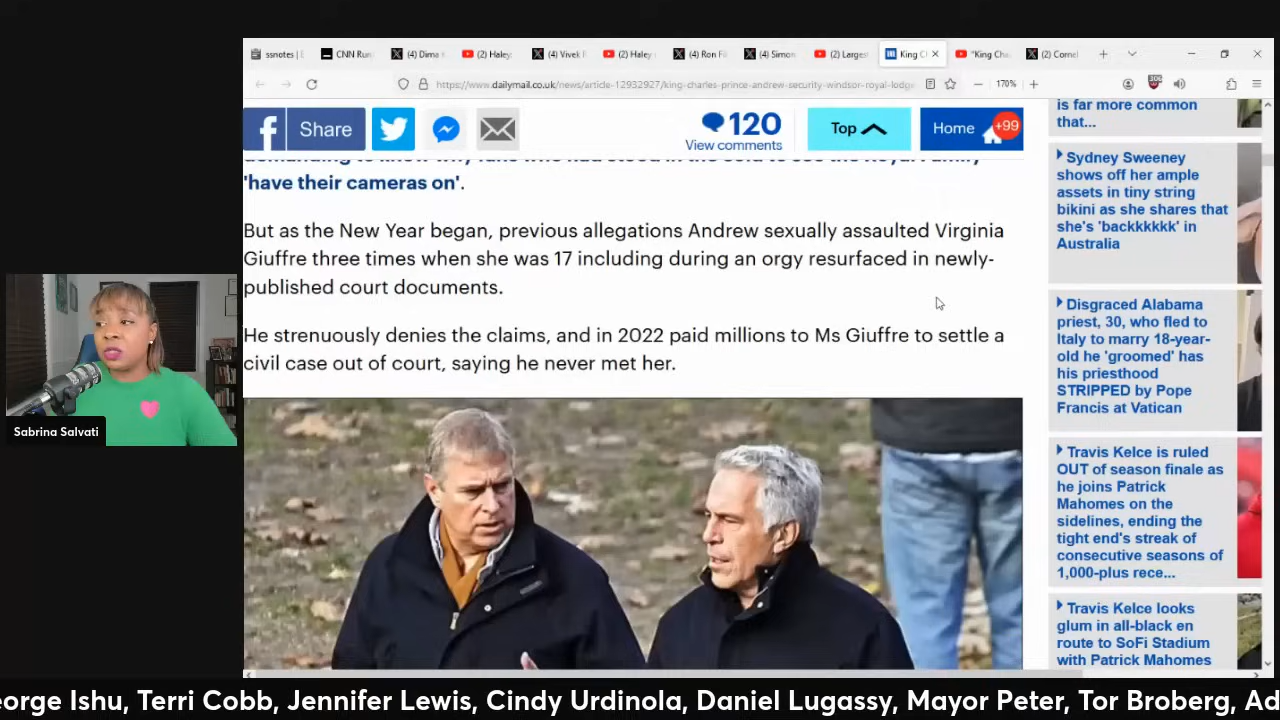 ssnotes | E
CNN Run
(4) Dima
(2) Haley:
(4) Vivek F
(2) Haley
(4) Ron Fi
(4) Simon
(2) Larges
King Ch
"King Cha
(2) Cornel
https://www.dailymail.co.uk/news/article-12932927/king-charles-prince-andrew-security-windsor-royal-lodge
170%
306
Share
120
View comments
Top
Home
+99
'have their cameras on'.
But as the New Year began, previous allegations Andrew sexually assaulted Virginia
Giuffre three times when she was 17 including during an orgy resurfaced in newly-
published court documents.
He strenuously denies the claims, and in 2022 paid millions to Ms Giuffre to settle a
civil case out of court, saying he never met her.
is far more common
that...
Sydney Sweeney
shows off her ample
assets in tiny string
bikini as she shares that
she's 'backkkkkk' in
Australia
Disgraced Alabama
priest, 30, who fled to
Italy to marry 18-year-
old he 'groomed' has
his priesthood
STRIPPED by Pope
Francis at Vatican
Travis Kelce is ruled
OUT of season finale as
he joins Patrick
Mahomes on the
sidelines, ending the
tight end's streak of
consecutive seasons of
1,000-plus rece...
Travis Kelce looks
glum in all-black en
route to SoFi Stadium
with Patrick Mahomes
Sabrina Salvati
eorge Ishu, Terri Cobb, Jennifer Lewis, Cindy Urdinola, Daniel Lugassy, Mayor Peter, Tor Broberg, Ad